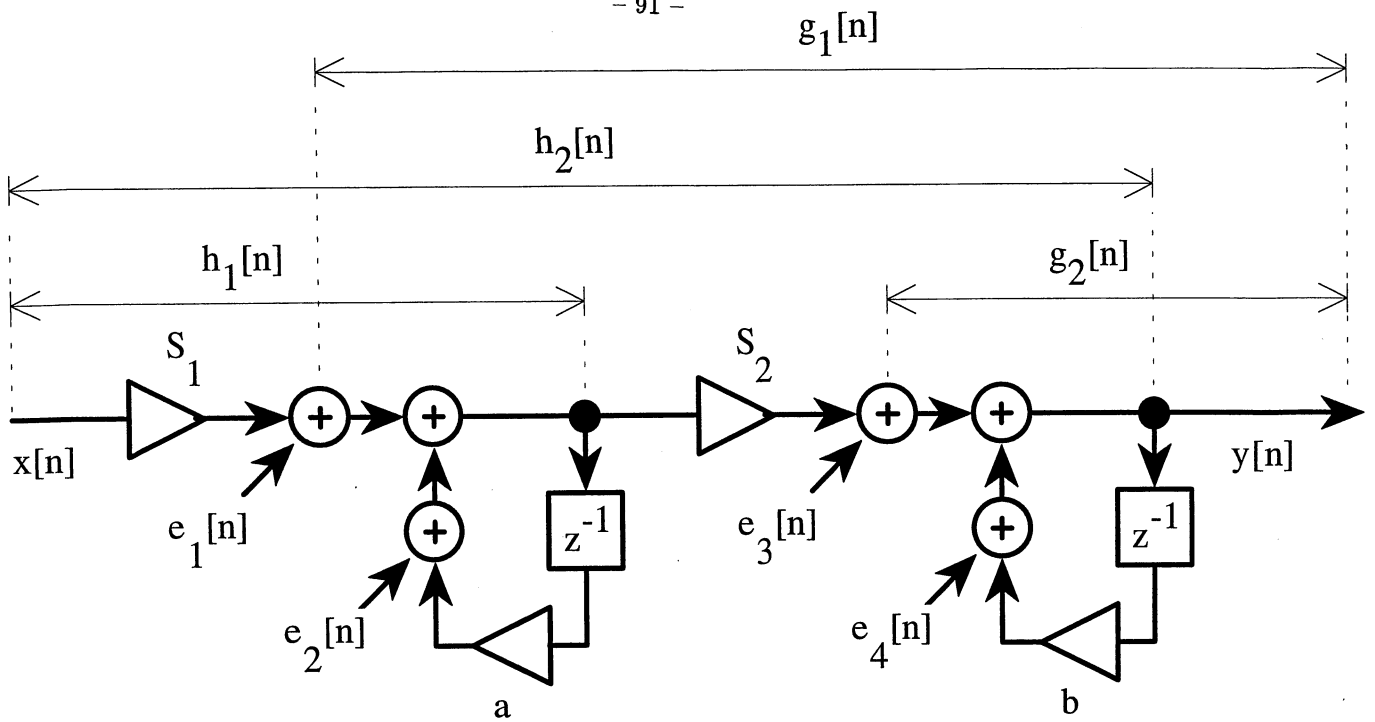 – 91 –
g1[n]
h2[n]
h1[n]
g2[n]
S1
S2
x[n]
y[n]
e1[n]
z-1
e3[n]
z-1
e2[n]
e4[n]
a
b
+
+
+
+
+
+